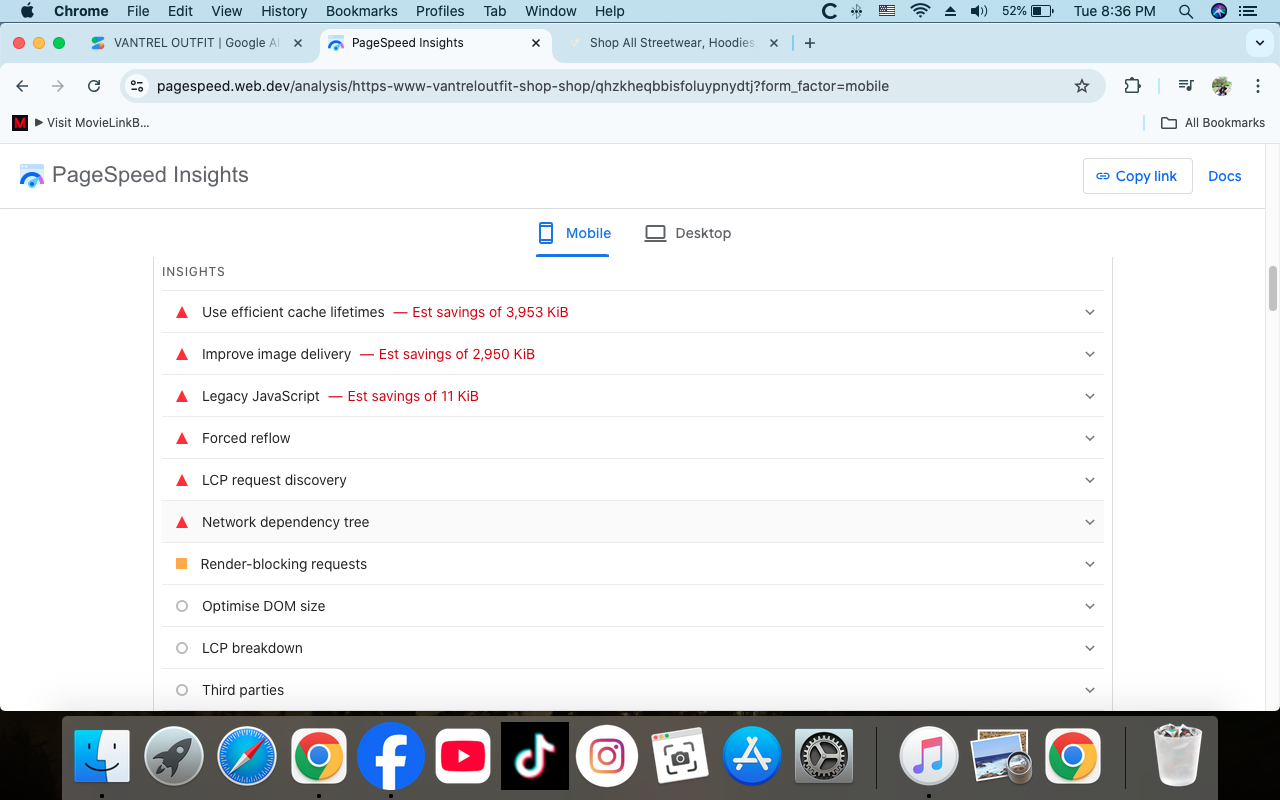 Chrome File Edit View History Bookmarks Profiles Tab Window Help 52% Tue 8:36 PM
VANTREL OUTFIT | Google AI
PageSpeed Insights
Shop All Streetwear, Hoodies
pagespeed.web.dev/analysis/https-www-vantreloutfit-shop-shop/qhzkheqbbisfoluypnydtj?form_factor=mobile
M ▶ Visit MovieLinkB...
All Bookmarks
PageSpeed Insights
Copy link
Docs
Mobile
Desktop
INSIGHTS
Use efficient cache lifetimes — Est savings of 3,953 KiB
Improve image delivery — Est savings of 2,950 KiB
Legacy JavaScript — Est savings of 11 KiB
Forced reflow
LCP request discovery
Network dependency tree
Render-blocking requests
Optimise DOM size
LCP breakdown
Third parties